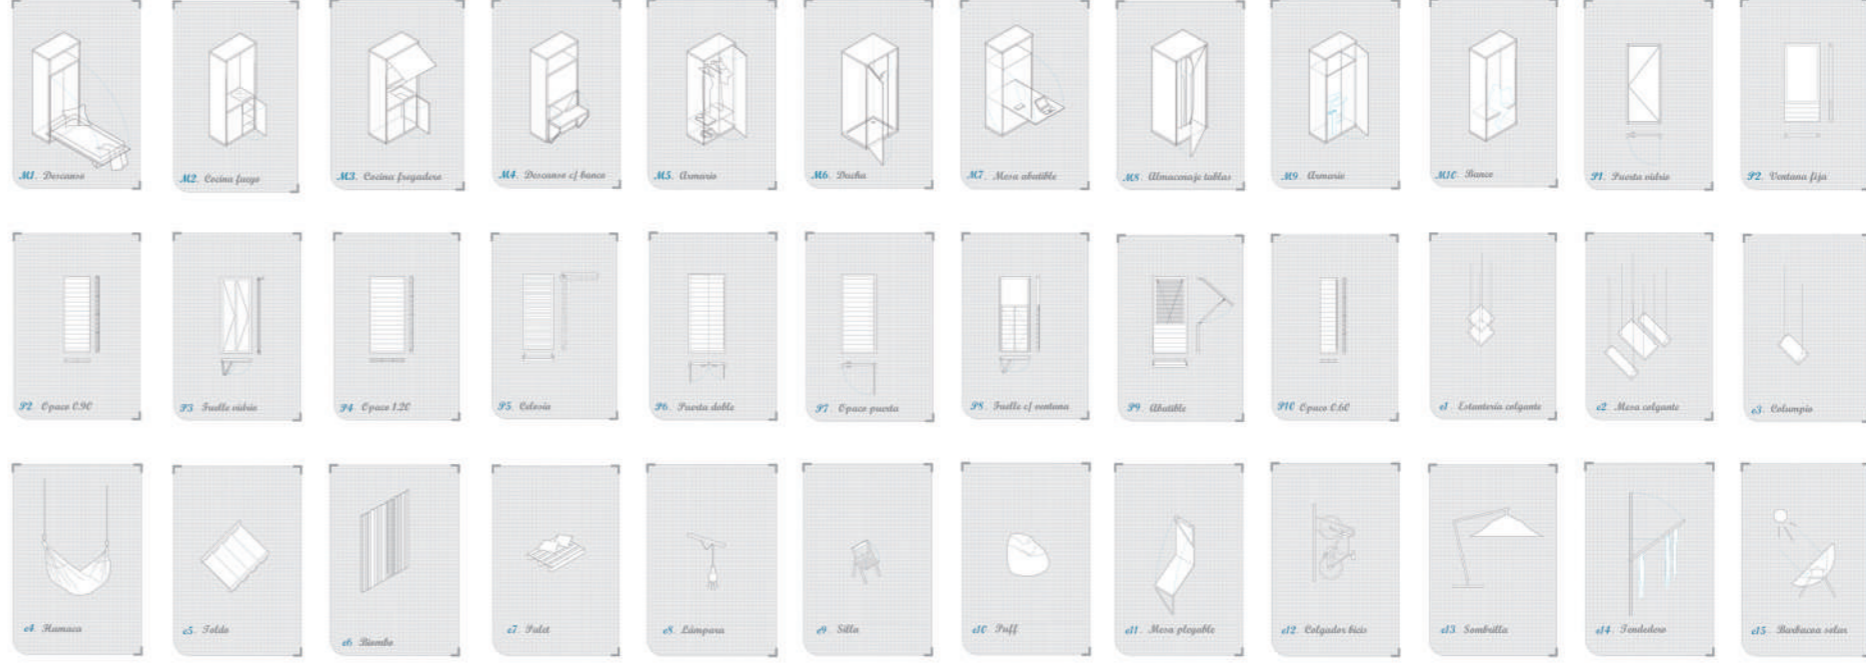 M1. Descanso
M2. Cocina fuego
M3. Cocina fregadero
M4. Descanso c/ banco
M5. Armario
M6. Ducha
M7. Mesa abatible
M8. Almacenaje tablas
M9 Armario
M10. Banco
P1. Puerta vidrio
P2. Ventana fija
P2. Opaco 0.90
P3. Fuelle vidrio
P4. Opaco 1.20
P5. Celosía
P6. Puerta doble
P7. Opaco puerta
P8. Fuelle c/ ventana
P9. Abatible
P10 Opaco 0.60
e1. Estantería colgante
e2. Mesa colgante
e3. Columpio
e4. Hamaca
e5. Toldo
e6 Biombo
e7. Palet
e8. Lámpara
e9. Silla
e10 Puff
e11. Mesa plegable
e12. Colgador bicis
e13. Sombrilla
e14. Tendedero
e15. Barbacoa solar